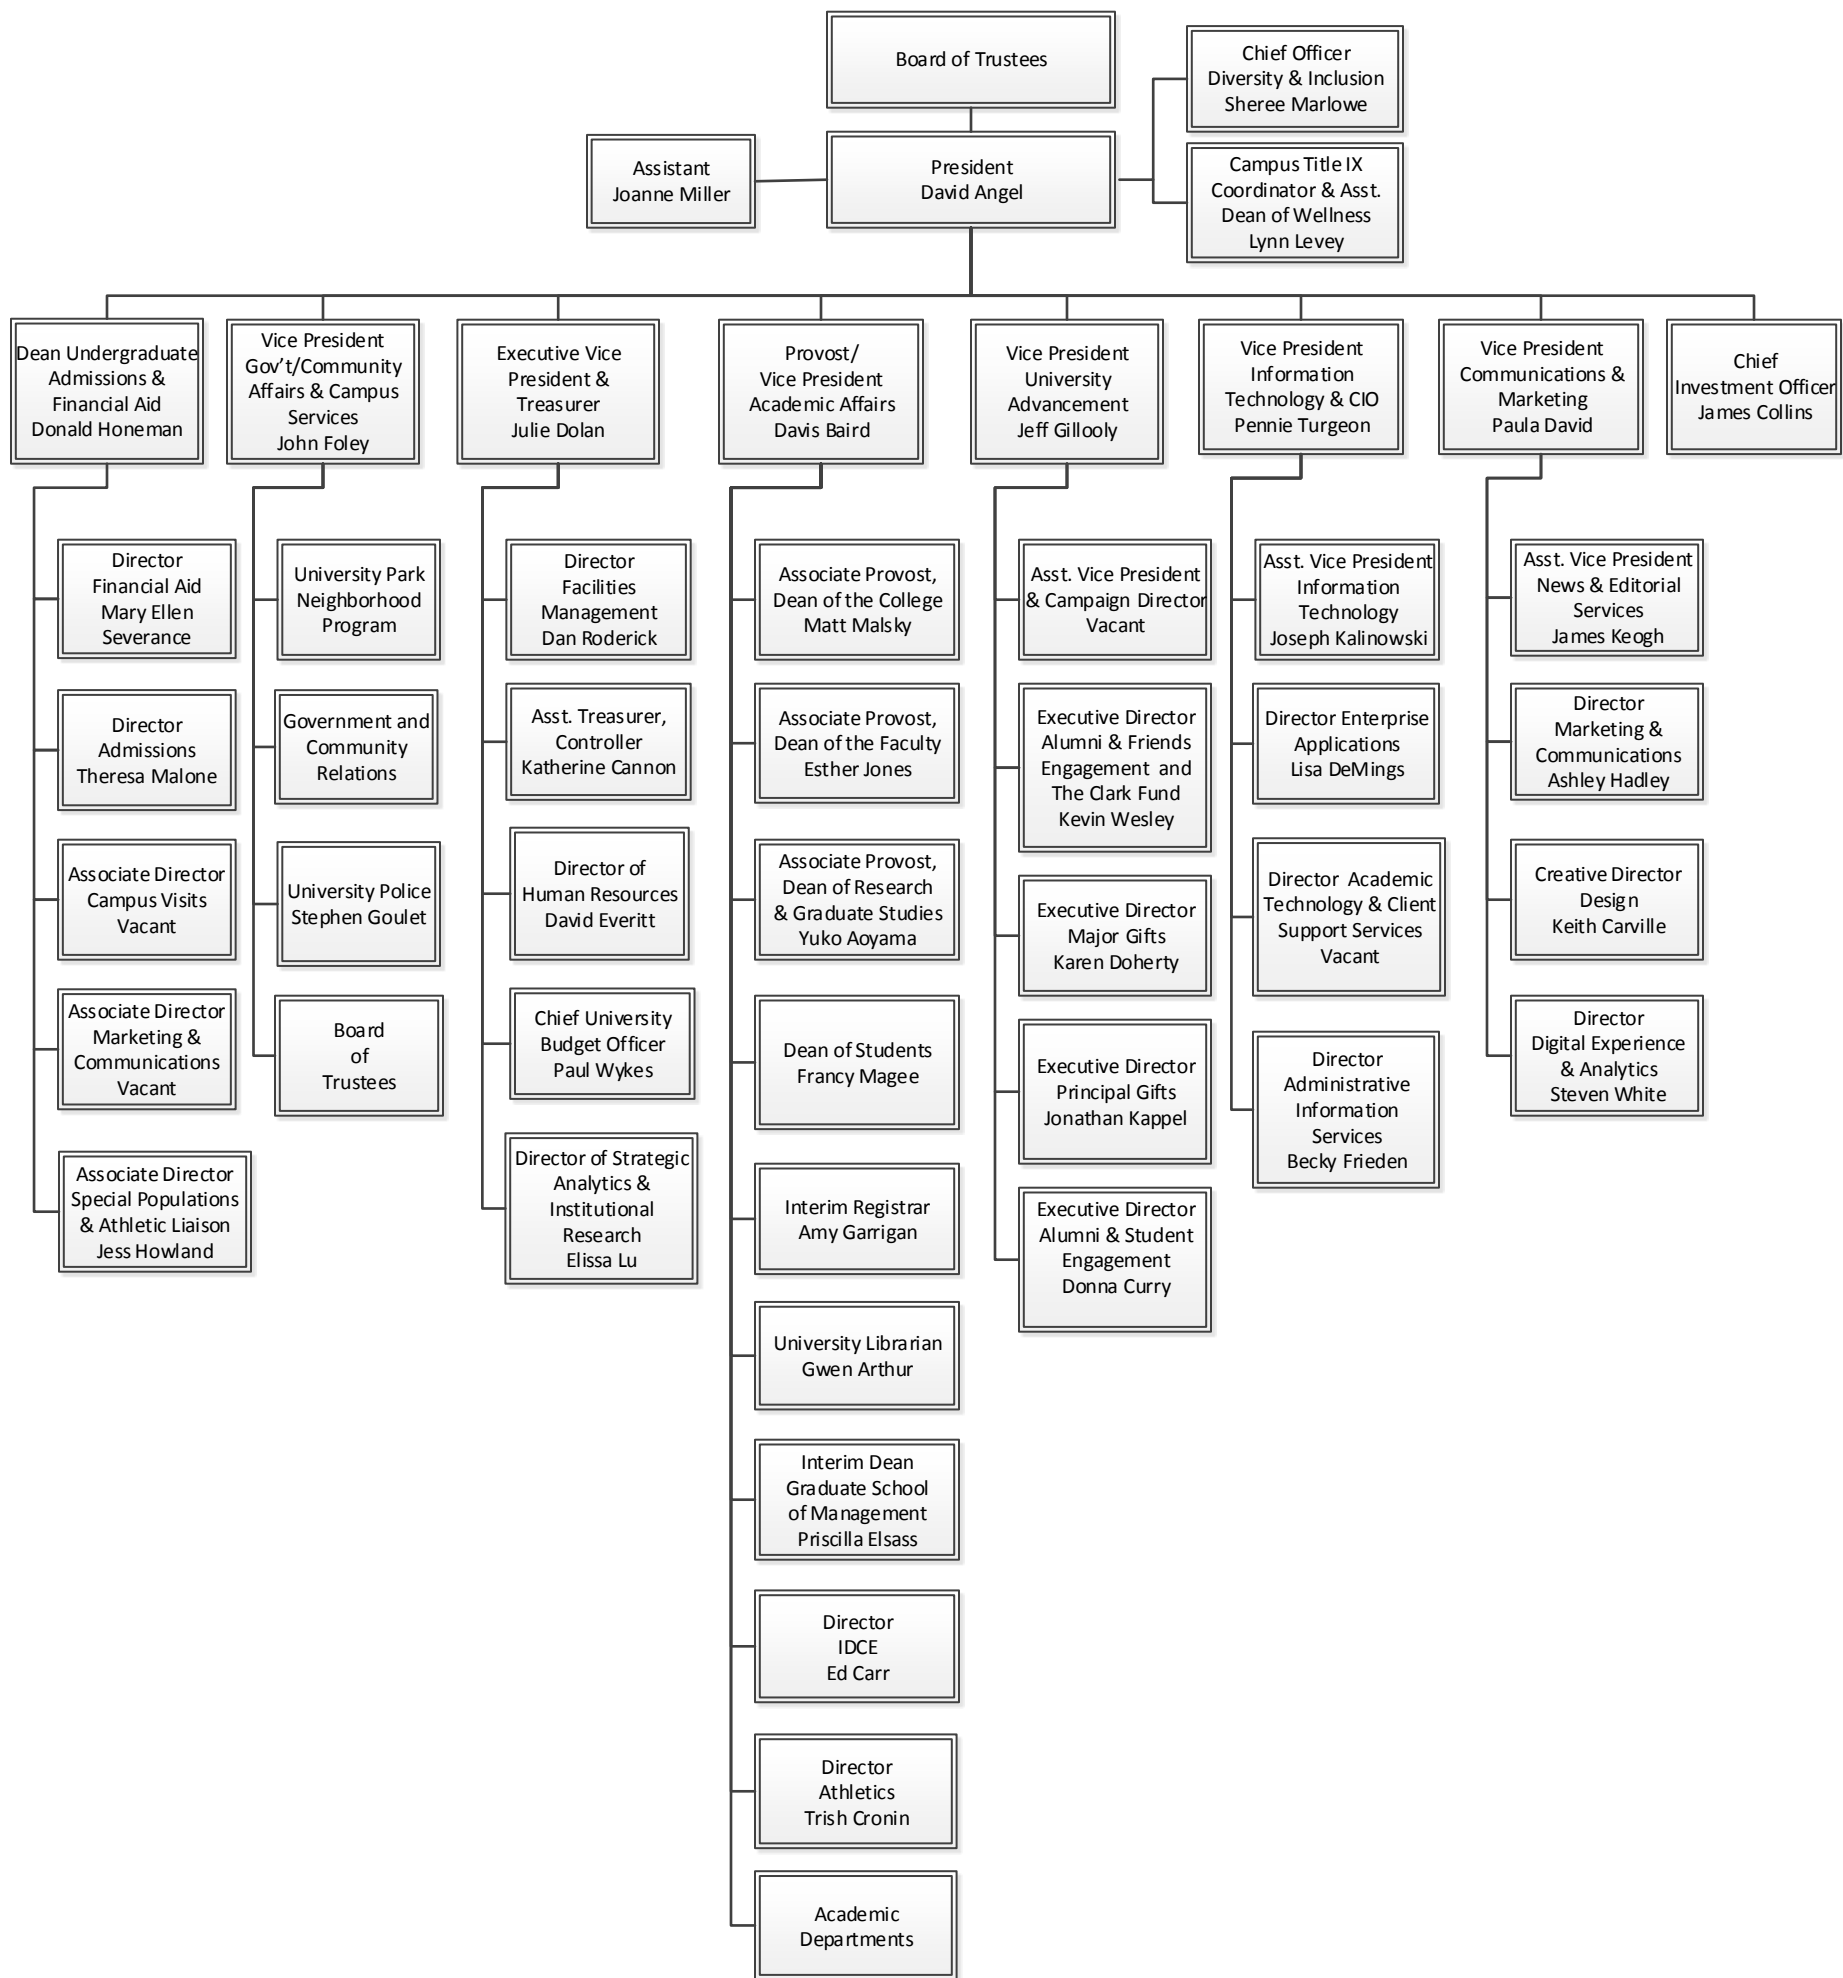 Board of Trustees
Chief Officer
Diversity & Inclusion
Sheree Marlowe
Assistant
Joanne Miller
President
David Angel
Campus Title IX
Coordinator & Asst.
Dean of Wellness
Lynn Levey
Dean Undergraduate
Admissions &
Financial Aid
Donald Honeman
Vice President
Gov't/Community
Affairs & Campus
Services
John Foley
Executive Vice
President &
Treasurer
Julie Dolan
Provost/
Vice President
Academic Affairs
Davis Baird
Vice President
University
Advancement
Jeff Gillooly
Vice President
Information
Technology & CIO
Pennie Turgeon
Vice President
Communications &
Marketing
Paula David
Chief
Investment Officer
James Collins
Director
Financial Aid
Mary Ellen
Severance
Director
Admissions
Theresa Malone
Associate Director
Campus Visits
Vacant
Associate Director
Marketing &
Communications
Vacant
Associate Director
Special Populations
& Athletic Liaison
Jess Howland
University Park
Neighborhood
Program
Government and
Community
Relations
University Police
Stephen Goulet
Board
of
Trustees
Director
Facilities
Management
Dan Roderick
Asst. Treasurer,
Controller
Katherine Cannon
Director of
Human Resources
David Everitt
Chief University
Budget Officer
Paul Wykes
Director of Strategic
Analytics &
Institutional
Research
Elissa Lu
Associate Provost,
Dean of the College
Matt Malsky
Associate Provost,
Dean of the Faculty
Esther Jones
Associate Provost,
Dean of Research
& Graduate Studies
Yuko Aoyama
Dean of Students
Francy Magee
Interim Registrar
Amy Garrigan
University Librarian
Gwen Arthur
Interim Dean
Graduate School
of Management
Priscilla Elsass
Director
IDCE
Ed Carr
Director
Athletics
Trish Cronin
Academic
Departments
Asst. Vice President
& Campaign Director
Vacant
Executive Director
Alumni & Friends
Engagement and
The Clark Fund
Kevin Wesley
Executive Director
Major Gifts
Karen Doherty
Executive Director
Principal Gifts
Jonathan Kappel
Executive Director
Alumni & Student
Engagement
Donna Curry
Asst. Vice President
Information
Technology
Joseph Kalinowski
Director Enterprise
Applications
Lisa DeMings
Director Academic
Technology & Client
Support Services
Vacant
Director
Administrative
Information
Services
Becky Frieden
Asst. Vice President
News & Editorial
Services
James Keogh
Director
Marketing &
Communications
Ashley Hadley
Creative Director
Design
Keith Carville
Director
Digital Experience
& Analytics
Steven White